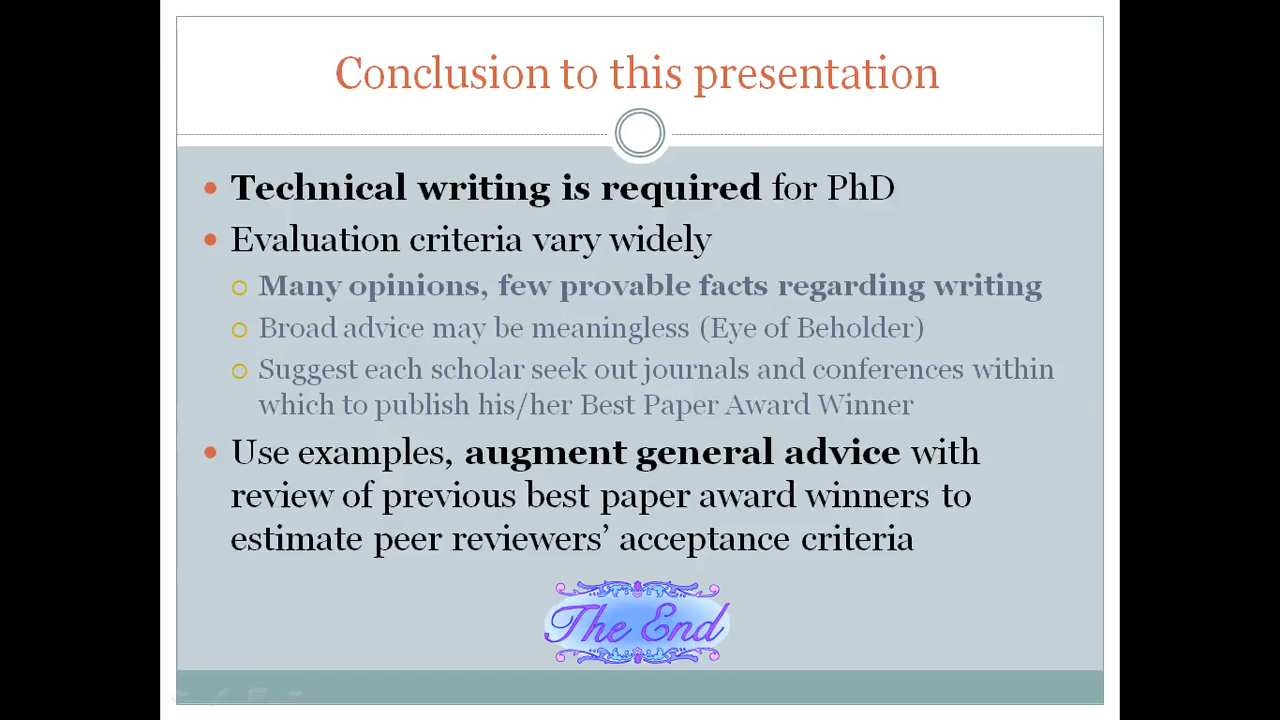 Conclusion to this presentation
Technical writing is required for PhD
Evaluation criteria vary widely
Many opinions, few provable facts regarding writing
Broad advice may be meaningless (Eye of Beholder)
Suggest each scholar seek out journals and conferences within
which to publish his/her Best Paper Award Winner
Use examples, augment general advice with
review of previous best paper award winners to
estimate peer reviewers’ acceptance criteria
The End